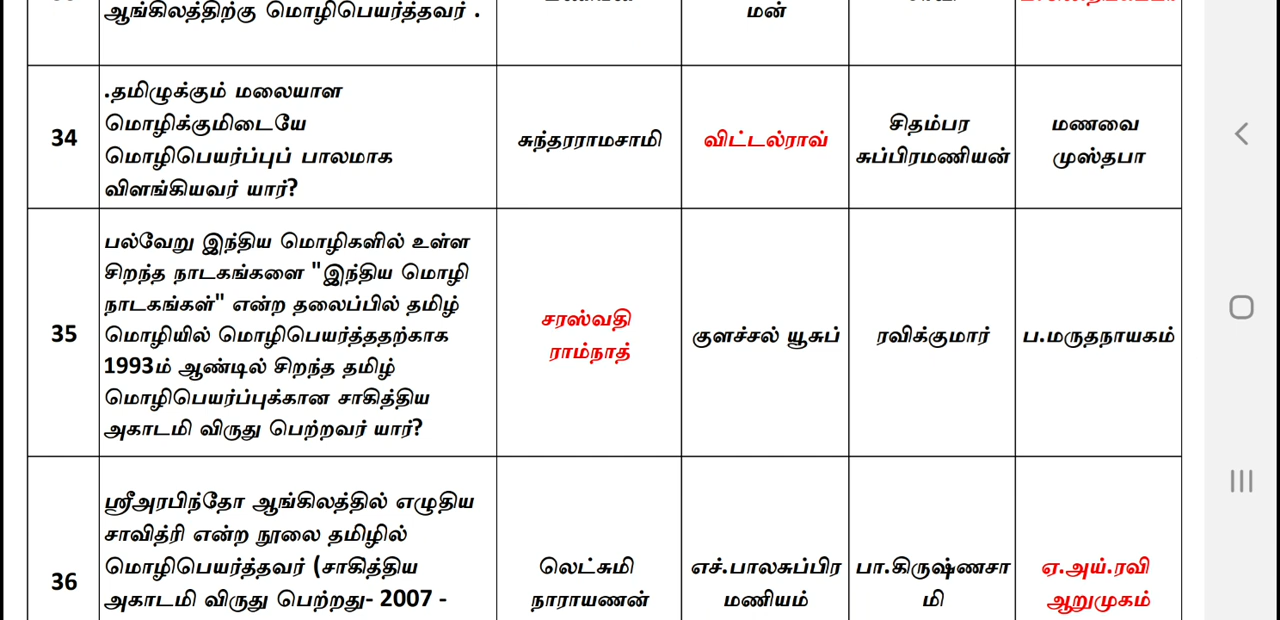 ஆங்கிலத்திற்கு மொழிபெயர்த்தவர் .
மன்
34
.தமிழுக்கும் மலையாள
மொழிக்குமிடையே
மொழிபெயர்ப்புப் பாலமாக
விளங்கியவர் யார்?
சுந்தரராமசாமி
விட்டல்ராவ்
சிதம்பர
சுப்பிரமணியன்
மணவை
முஸ்தபா
35
பல்வேறு இந்திய மொழிகளில் உள்ள
சிறந்த நாடகங்களை "இந்திய மொழி
நாடகங்கள்" என்ற தலைப்பில் தமிழ்
மொழியில் மொழிபெயர்த்ததற்காக
1993ம் ஆண்டில் சிறந்த தமிழ்
மொழிபெயர்ப்புக்கான சாகித்திய
அகாடமி விருது பெற்றவர் யார்?
சரஸ்வதி
ராம்நாத்
குளச்சல் யூசுப்
ரவிக்குமார்
ப.மருதநாயகம்
36
ஸ்ரீஅரபிந்தோ ஆங்கிலத்தில் எழுதிய
சாவித்ரி என்ற நூலை தமிழில்
மொழிபெயர்த்தவர் (சாகித்திய
அகாடமி விருது பெற்றது- 2007 -
லெட்சுமி
நாராயணன்
எச்.பாலசுப்பிர
மணியம்
பா.கிருஷ்ணசா
மி
ஏ.அய்.ரவி
ஆறுமுகம்